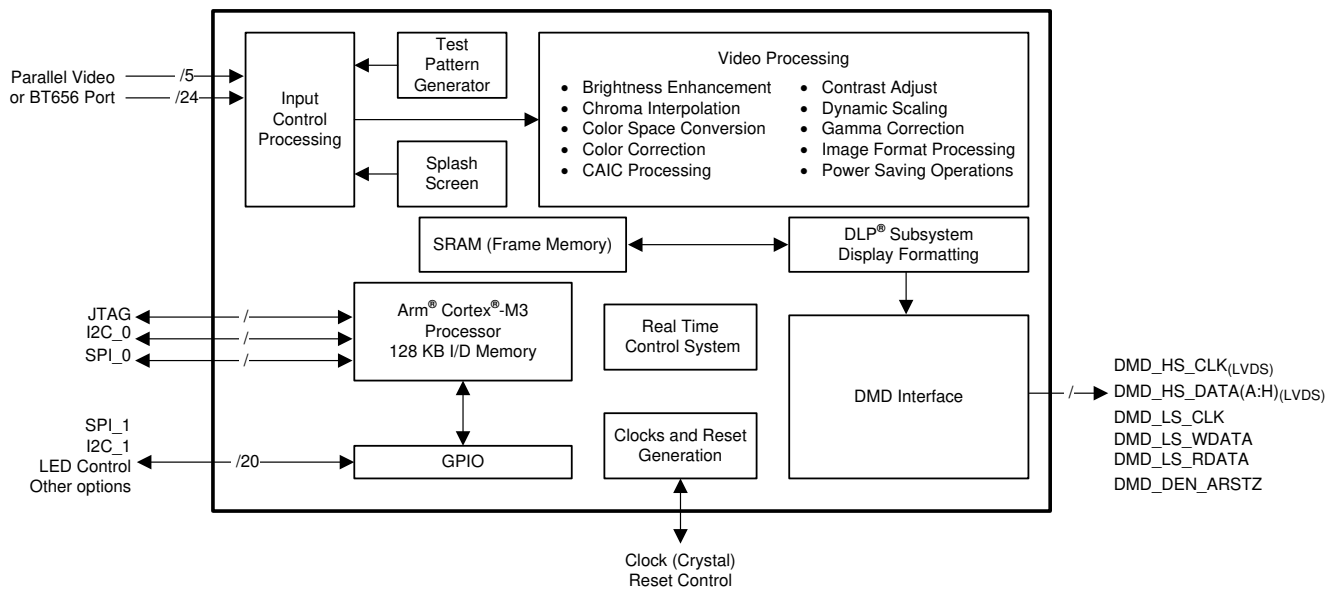 Parallel Video
or BT656 Port
/5
/24
Input
Control
Processing
Test
Pattern
Generator
Splash
Screen
Video Processing
• Brightness Enhancement
• Chroma Interpolation
• Color Space Conversion
• Color Correction
• CAIC Processing
• Contrast Adjust
• Dynamic Scaling
• Gamma Correction
• Image Format Processing
• Power Saving Operations
SRAM (Frame Memory)
DLP® Subsystem
Display Formatting
JTAG
I2C_0
SPI_0
/
/
/
Arm® Cortex®-M3
Processor
128 KB I/D Memory
Real Time
Control System
DMD Interface
/
DMD_HS_CLK(LVDS)
DMD_HS_DATA(A:H)(LVDS)
DMD_LS_CLK
DMD_LS_WDATA
DMD_LS_RDATA
DMD_DEN_ARSTZ
SPI_1
I2C_1
LED Control
Other options
/20
GPIO
Clocks and Reset
Generation
Clock (Crystal)
Reset Control